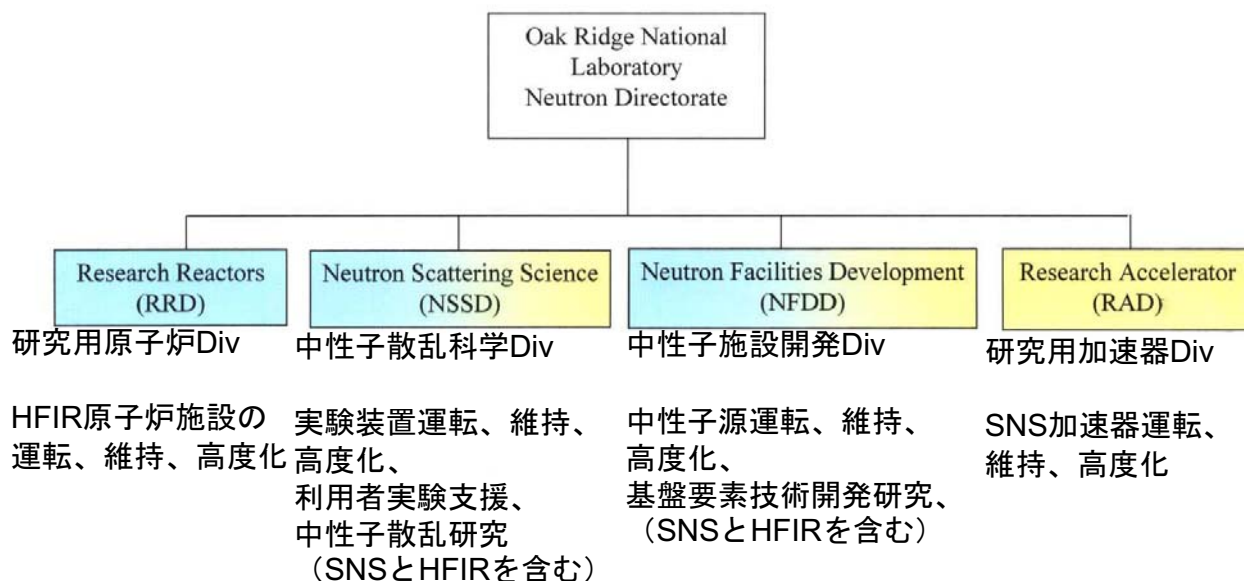 Oak Ridge National
Laboratory
Neutron Directorate
Research Reactors
(RRD)
研究用原子炉Div
HFIR原子炉施設の
運転、維持、高度化
Neutron Scattering Science
(NSSD)
中性子散乱科学Div
実験装置運転、維持、
高度化、
利用者実験支援、
中性子散乱研究
（SNSとHFIRを含む）
Neutron Facilities Development
(NFDD)
中性子施設開発Div
中性子源運転、維持、
高度化、
基盤要素技術開発研究、
（SNSとHFIRを含む）
Research Accelerator
(RAD)
研究用加速器Div
SNS加速器運転、
維持、高度化